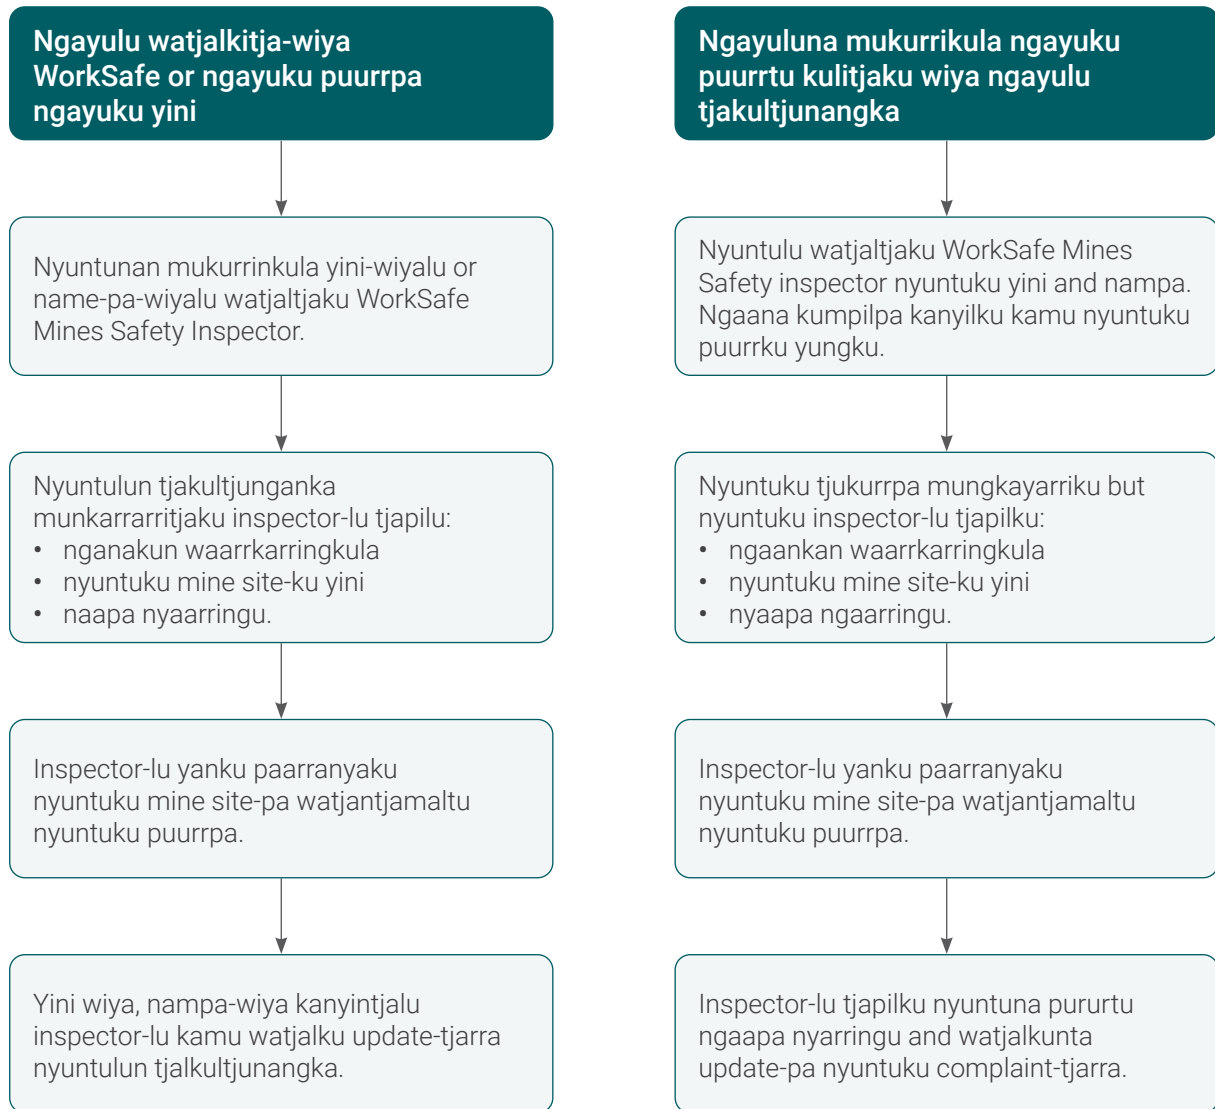 Ngayulu watjalkitja-wiya
WorkSafe or ngayuku puurrpa
ngayuku yini
Nyuntunan mukurrinkula yini-wiyalu or
name-pa-wiyalu watjaltjaku WorkSafe
Mines Safety Inspector.
Nyuntulun tjakultjunganka
munkarrarritjaku inspector-lu tjapilu:
• nganakun waarrkarringkula
• nyuntuku mine site-ku yini
• naapa nyaarringu.
Inspector-lu yanku paarranyaku
nyuntuku mine site-pa watjantjamaltu
nyuntuku puurrpa.
Yini wiya, nampa-wiya kanyintjalu
inspector-lu kamu watjalku update-tjarra
nyuntulun tjalkultjunangka.
Ngayuluna mukurrikula ngayuku
puurrtu kulitjaku wiya ngayulu
tjakultjunangka
Nyuntulu watjaltjaku WorkSafe Mines
Safety inspector nyuntuku yini and nampa.
Ngaana kumpilpa kanyilku kamu nyuntuku
puurrku yungku.
Nyuntuku tjukurrpa mungkayarriku but
nyuntuku inspector-lu tjapilku:
• ngaankan waarrkarringkula
• nyuntuku mine site-ku yini
• nyaapa ngaarringu.
Inspector-lu yanku paarranyaku
nyuntuku mine site-pa watjantjamaltu
nyuntuku puurrpa.
Inspector-lu tjapilku nyuntuna pururtu
ngaapa nyarringu and watjalkunta
update-pa nyuntuku complaint-tjarra.